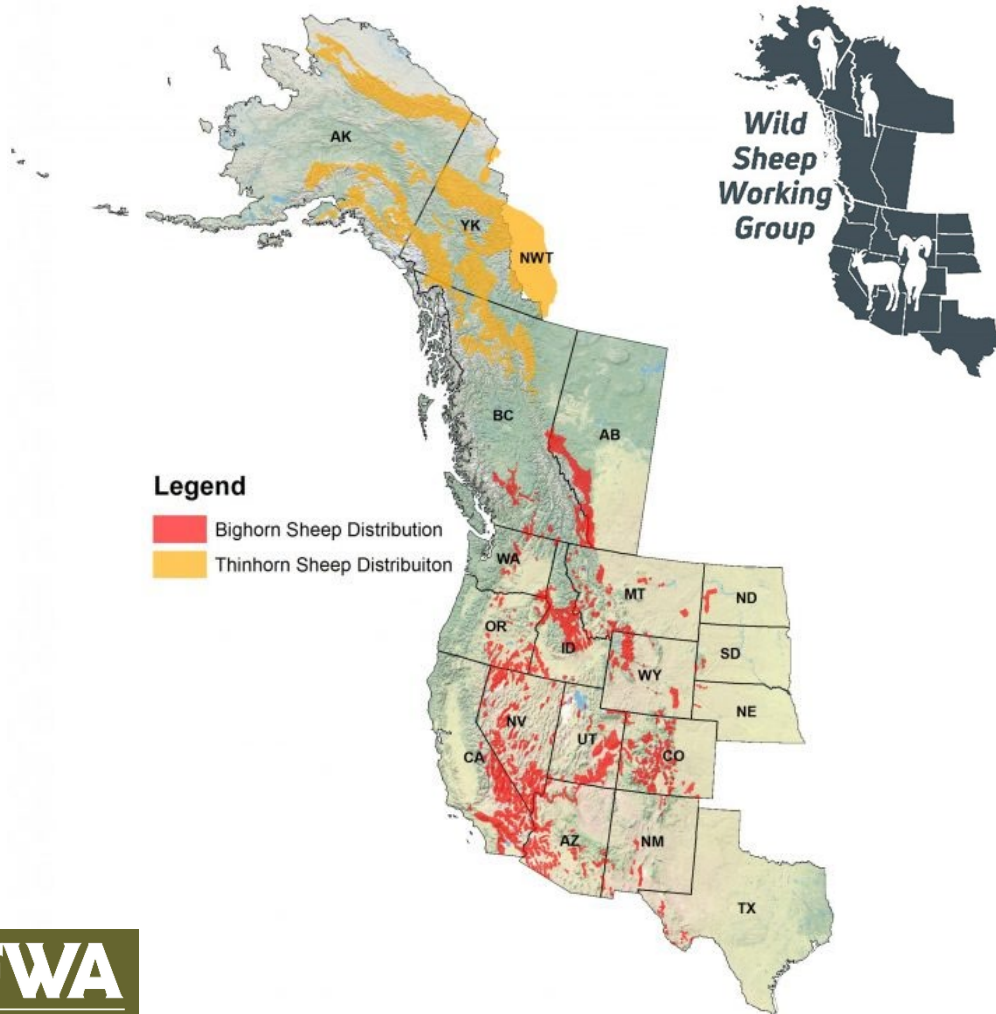 Wild
Sheep
Working
Group
AK
YK
NWT
BC
AB
Legend
Bighorn Sheep Distribution
Thinhorn Sheep Distribuiton
WA
MT
ND
OR
ID
SD
WY
NE
NV
UT
CO
CA
AZ
NM
TX
WA